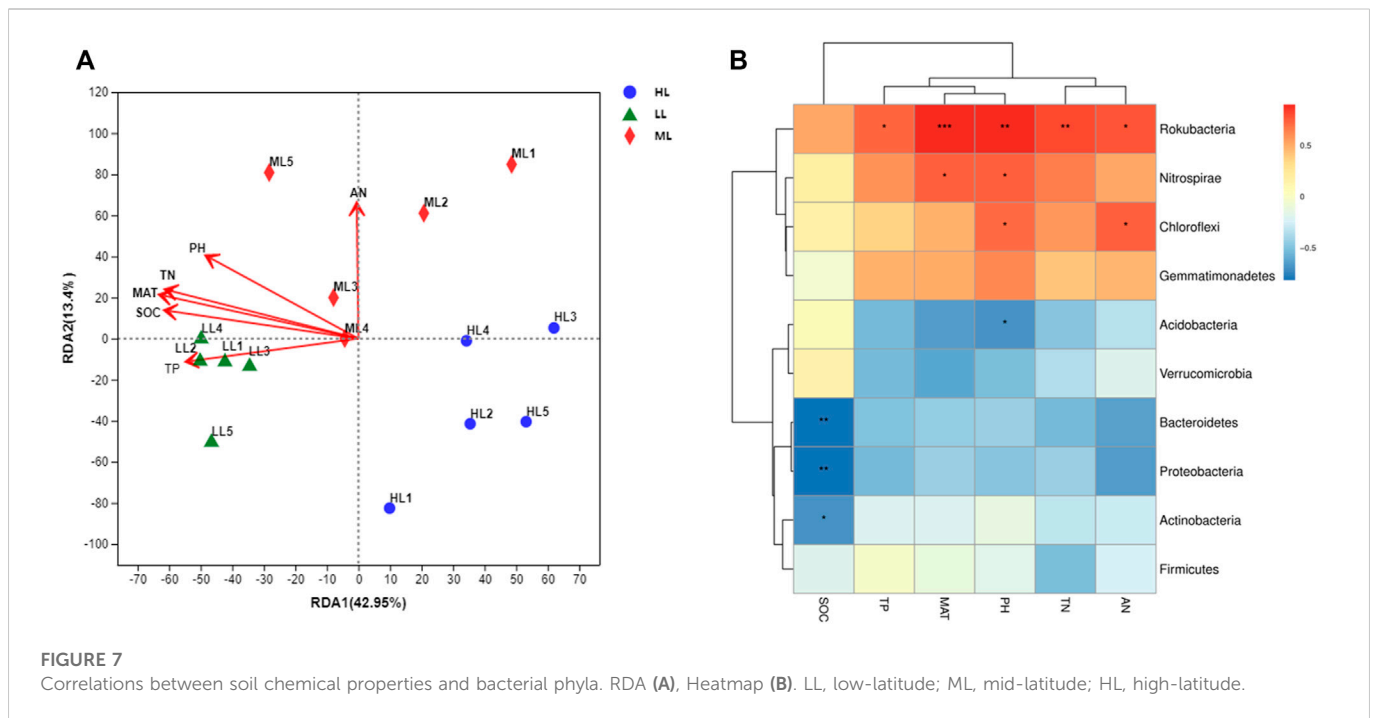 A
HL
LL
ML
120
100
80
60
40
20
0
-20
-40
-60
-80
-100
RDA2(13.4%)
ML5
ML1
AN
ML2
PH
TN
MAT
ML3
SOC
ML4
HL3
LL4
HL4
LL2
LL1
LL3
TP
HL2
HL5
LL5
HL1
-70 -60 -50 -40 -30 -20 -10 0 10 20 30 40 50 60 70
RDA1(42.95%)
B
* *** ** ** * Rokubacteria
* * Nitrospirae
* * Chloroflexi
Gemmatimonadetes
* Acidobacteria
Verrucomicrobia
** Bacteroidetes
** Proteobacteria
* Actinobacteria
Firmicutes
SOC TP MAT PH TN AN
0.5
0
-0.5
FIGURE 7
Correlations between soil chemical properties and bacterial phyla. RDA (A), Heatmap (B). LL, low-latitude; ML, mid-latitude; HL, high-latitude.